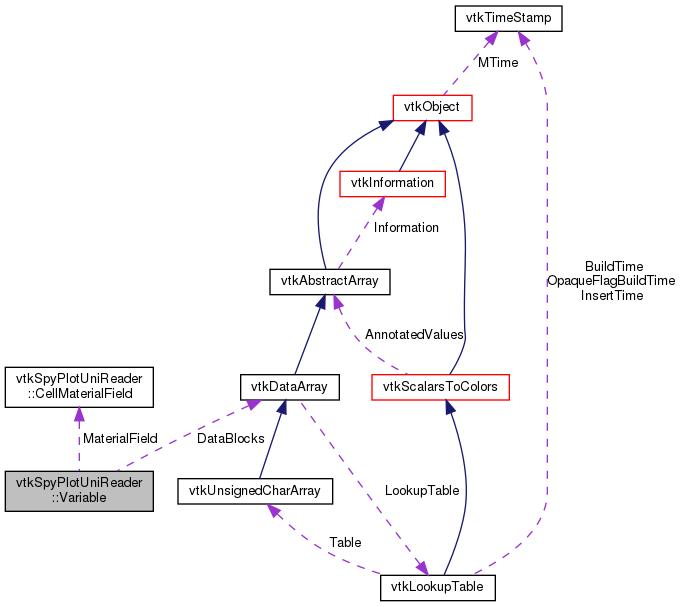 vtkTimeStamp
MTime
vtkObject
vtkInformation
Information
vtkAbstractArray
BuildTime
OpaqueFlagBuildTime
InsertTime
AnnotatedValues
vtkSpyPlotUniReader
::CellMaterialField
vtkDataArray
vtkScalarsToColors
MaterialField
DataBlocks
vtkSpyPlotUniReader
::Variable
vtkUnsignedCharArray
LookupTable
Table
vtkLookupTable